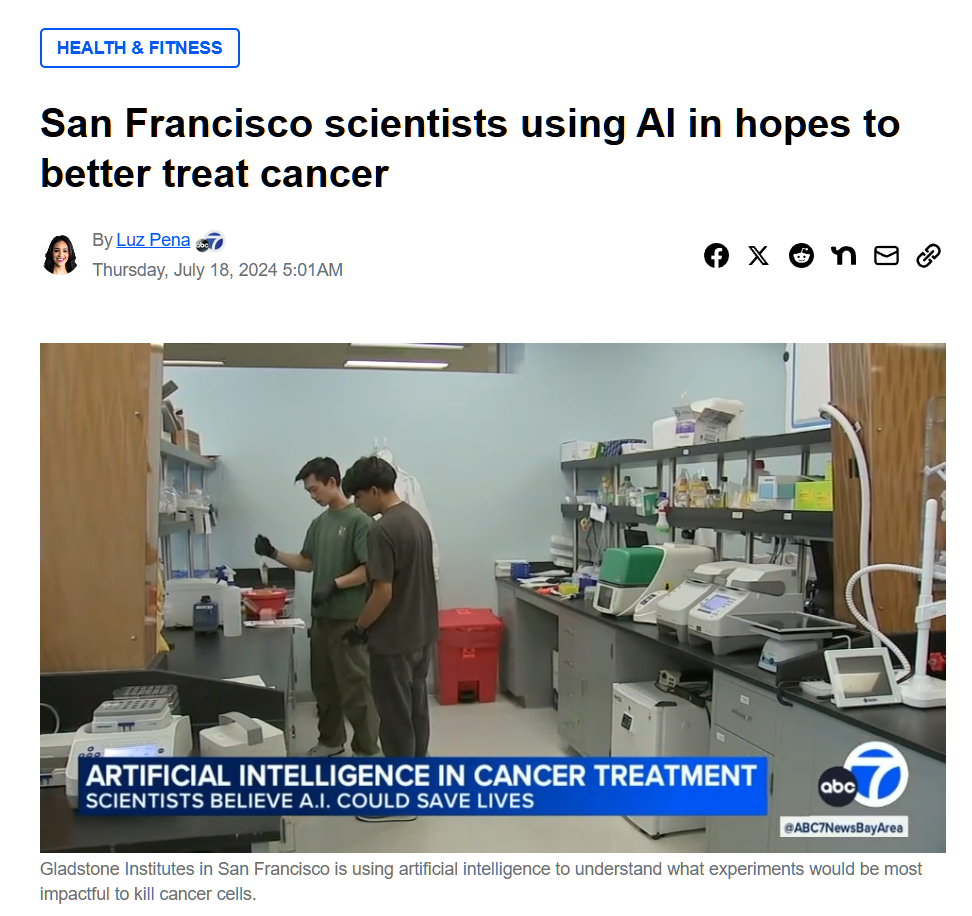 HEALTH & FITNESS
San Francisco scientists using AI in hopes to
better treat cancer
By Luz Pena abc 7
Thursday, July 18, 2024 5:01AM
ARTIFICIAL INTELLIGENCE IN CANCER TREATMENT
SCIENTISTS BELIEVE A.I. COULD SAVE LIVES
abc 7
@ABC7NewsBayArea
Gladstone Institutes in San Francisco is using artificial intelligence to understand what experiments would be most
impactful to kill cancer cells.